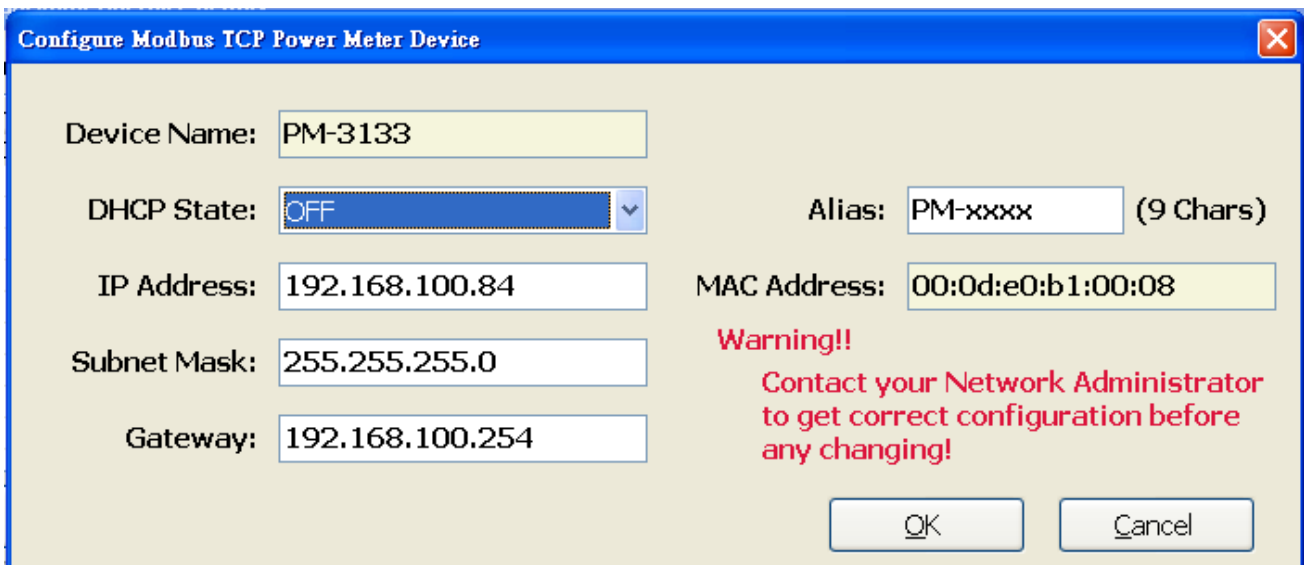 Configure Modbus TCP Power Meter Device
Device Name: PM-3133
DHCP State: OFF
Alias: PM-xxxx (9 Chars)
IP Address: 192.168.100.84
MAC Address: 00:0d:e0:b1:00:08
Subnet Mask: 255.255.255.0
Gateway: 192.168.100.254
Warning!!
Contact your Network Administrator
to get correct configuration before
any changing!
OK
Cancel